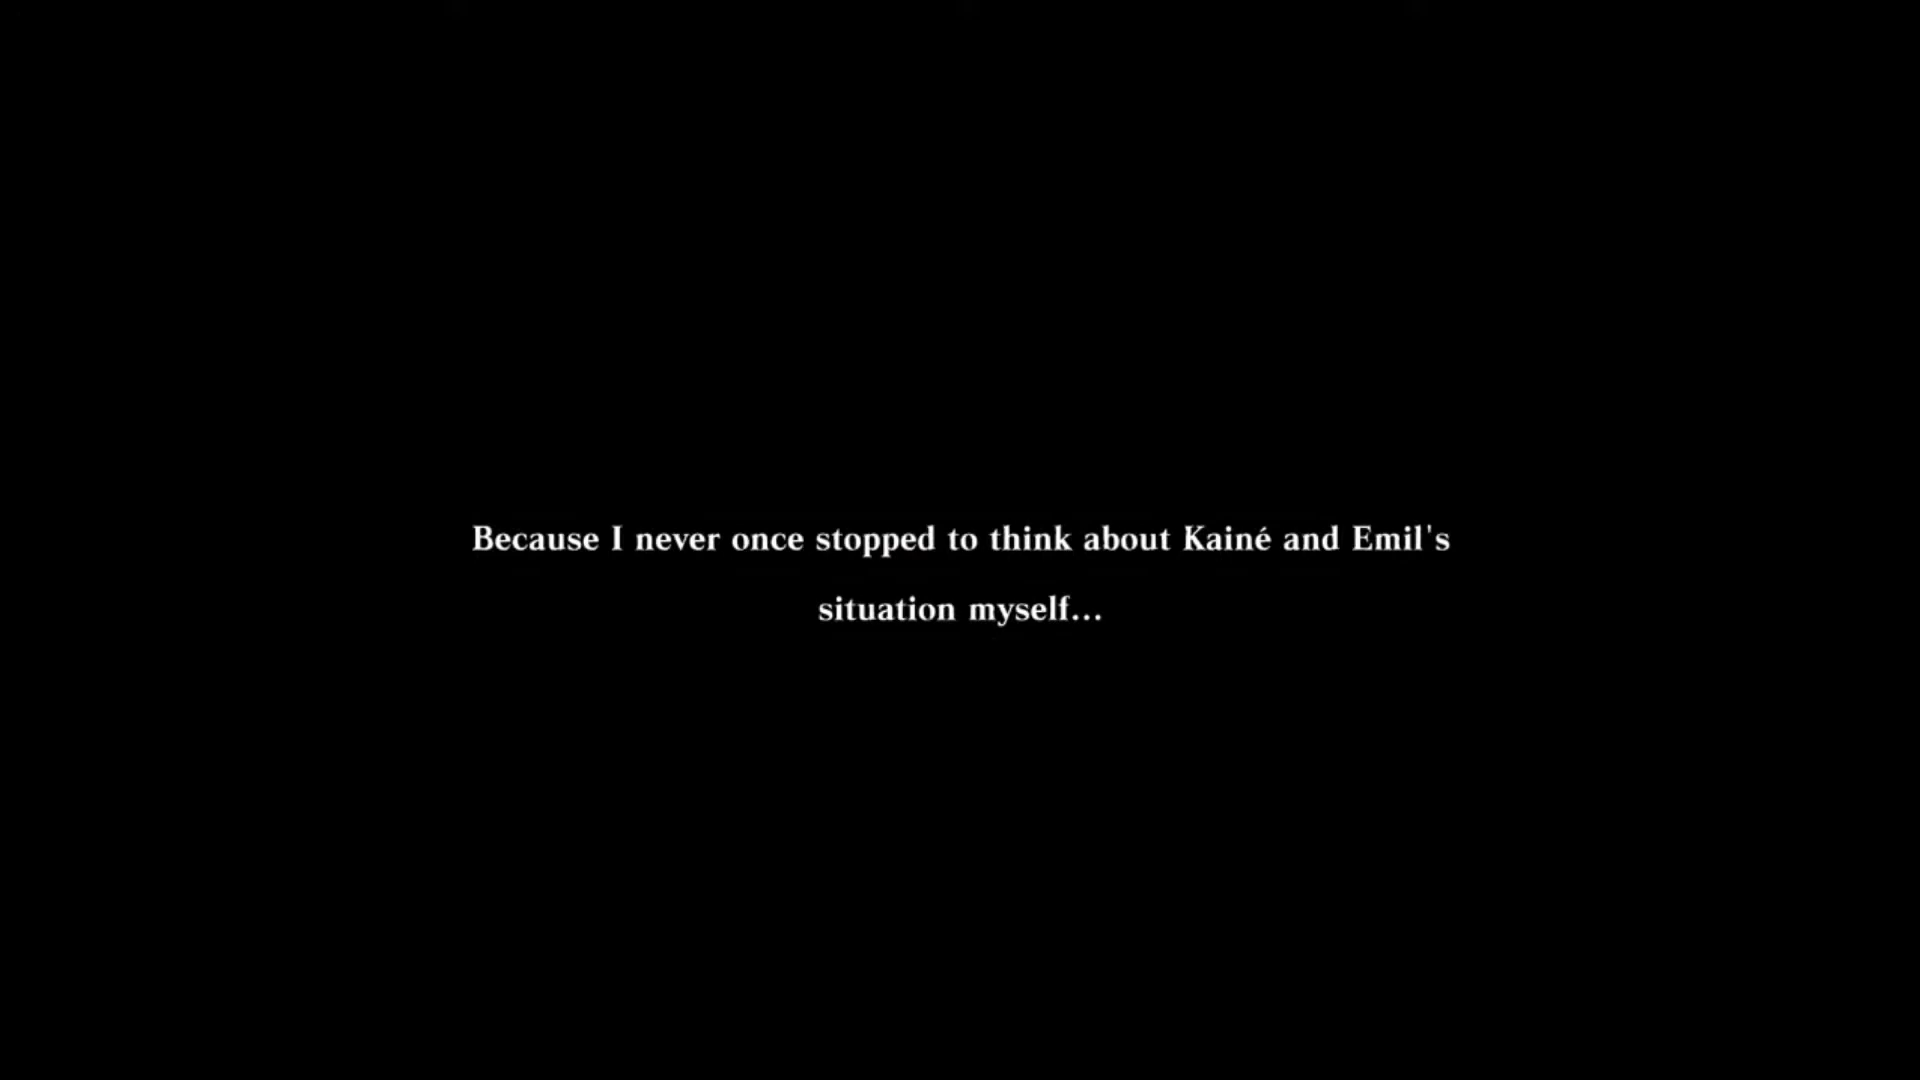 Because I never once stopped to think about Kainé and Emil's
situation myself...